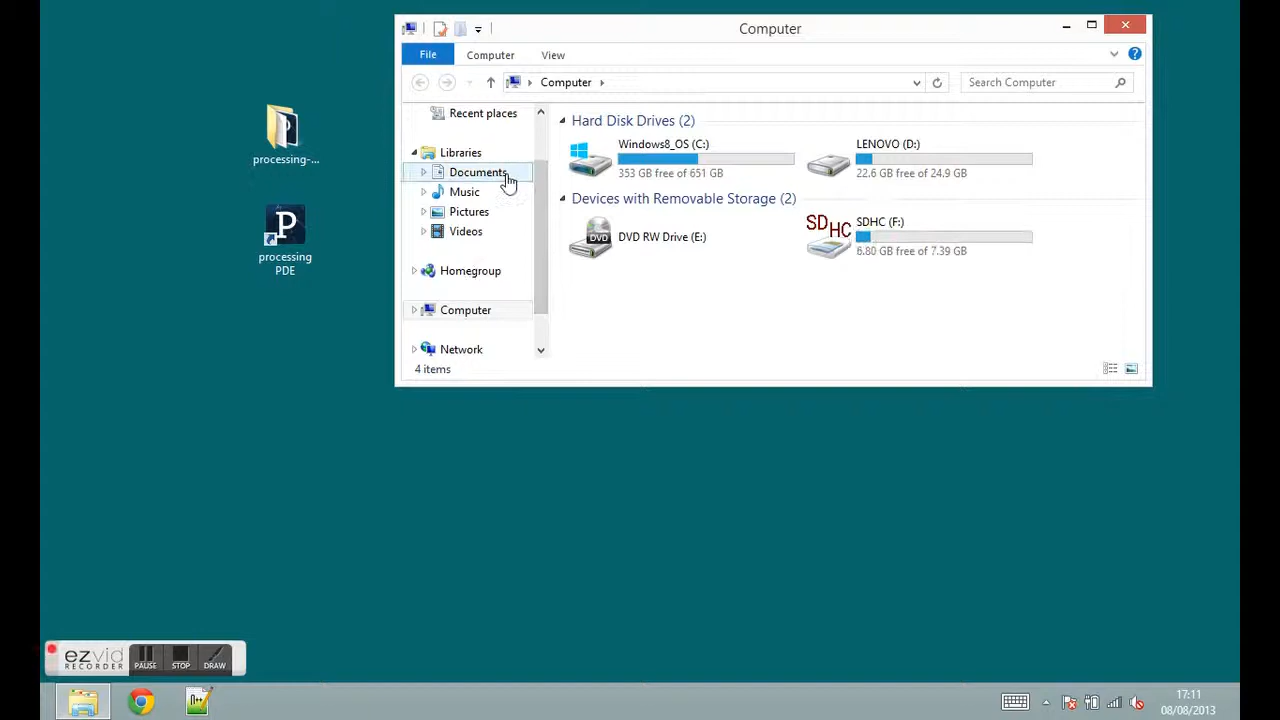 Computer
File
Computer
View
Computer
Search Computer
Recent places
Libraries
Documents
Music
Pictures
Videos
Homegroup
Computer
Network
4 items
Hard Disk Drives (2)
Windows8_OS (C:)
353 GB free of 651 GB
LENOVO (D:)
22.6 GB free of 24.9 GB
Devices with Removable Storage (2)
DVD
DVD RW Drive (E:)
SDHC
SDHC (F:)
6.80 GB free of 7.39 GB
P
processing-...
P
processing
PDE
ezvid
RECORDER
PAUSE
STOP
DRAW
17:11
08/08/2013